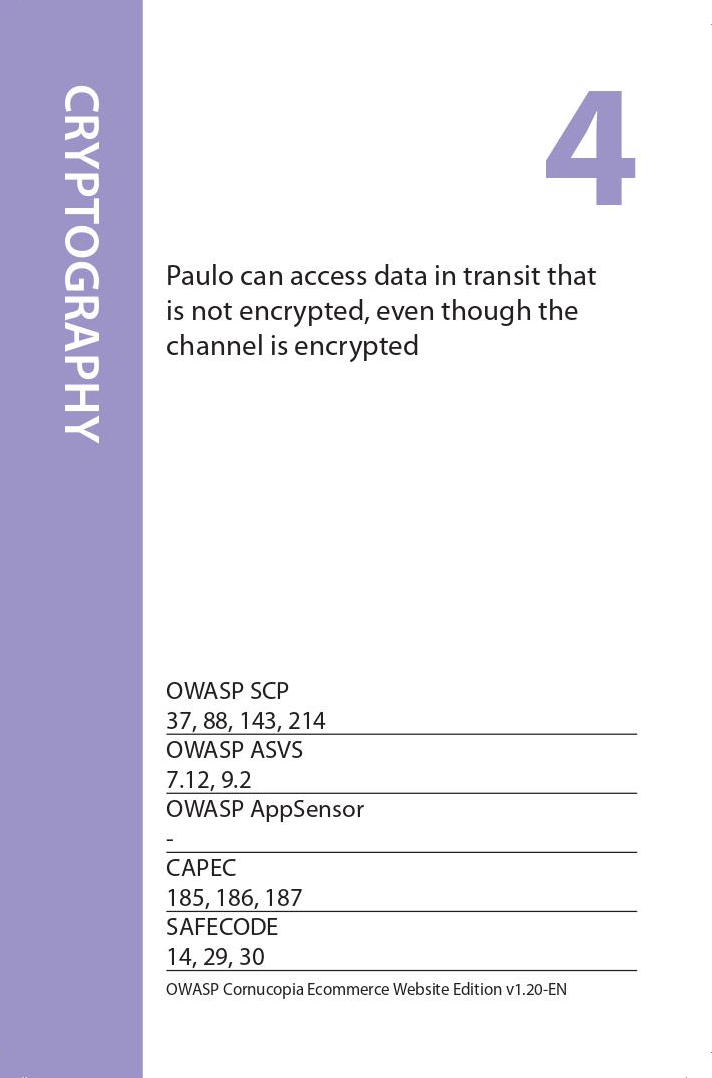 CRYPTOGRAPHY
4
Paulo can access data in transit that
is not encrypted, even though the
channel is encrypted
OWASP SCP
37, 88, 143, 214
OWASP ASVS
7.12, 9.2
OWASP AppSensor
-
CAPEC
185, 186, 187
SAFECODE
14, 29, 30
OWASP Cornucopia Ecommerce Website Edition v1.20-EN